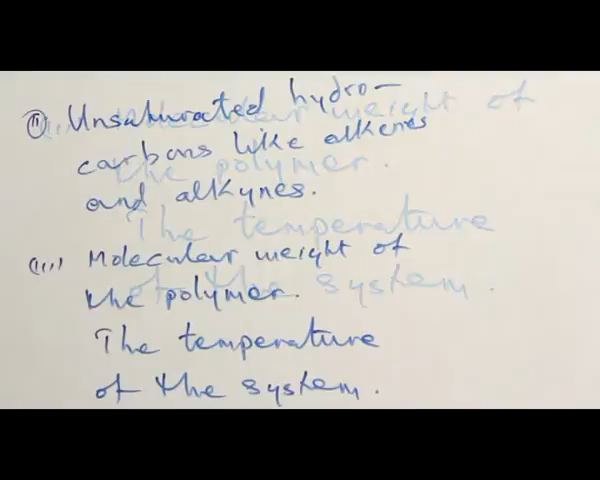 (ii) Unsaturated hydro-
carbons like alkenes
and alkynes.
(iii) Molecular weight of
the polymer.
The temperature
of the system.